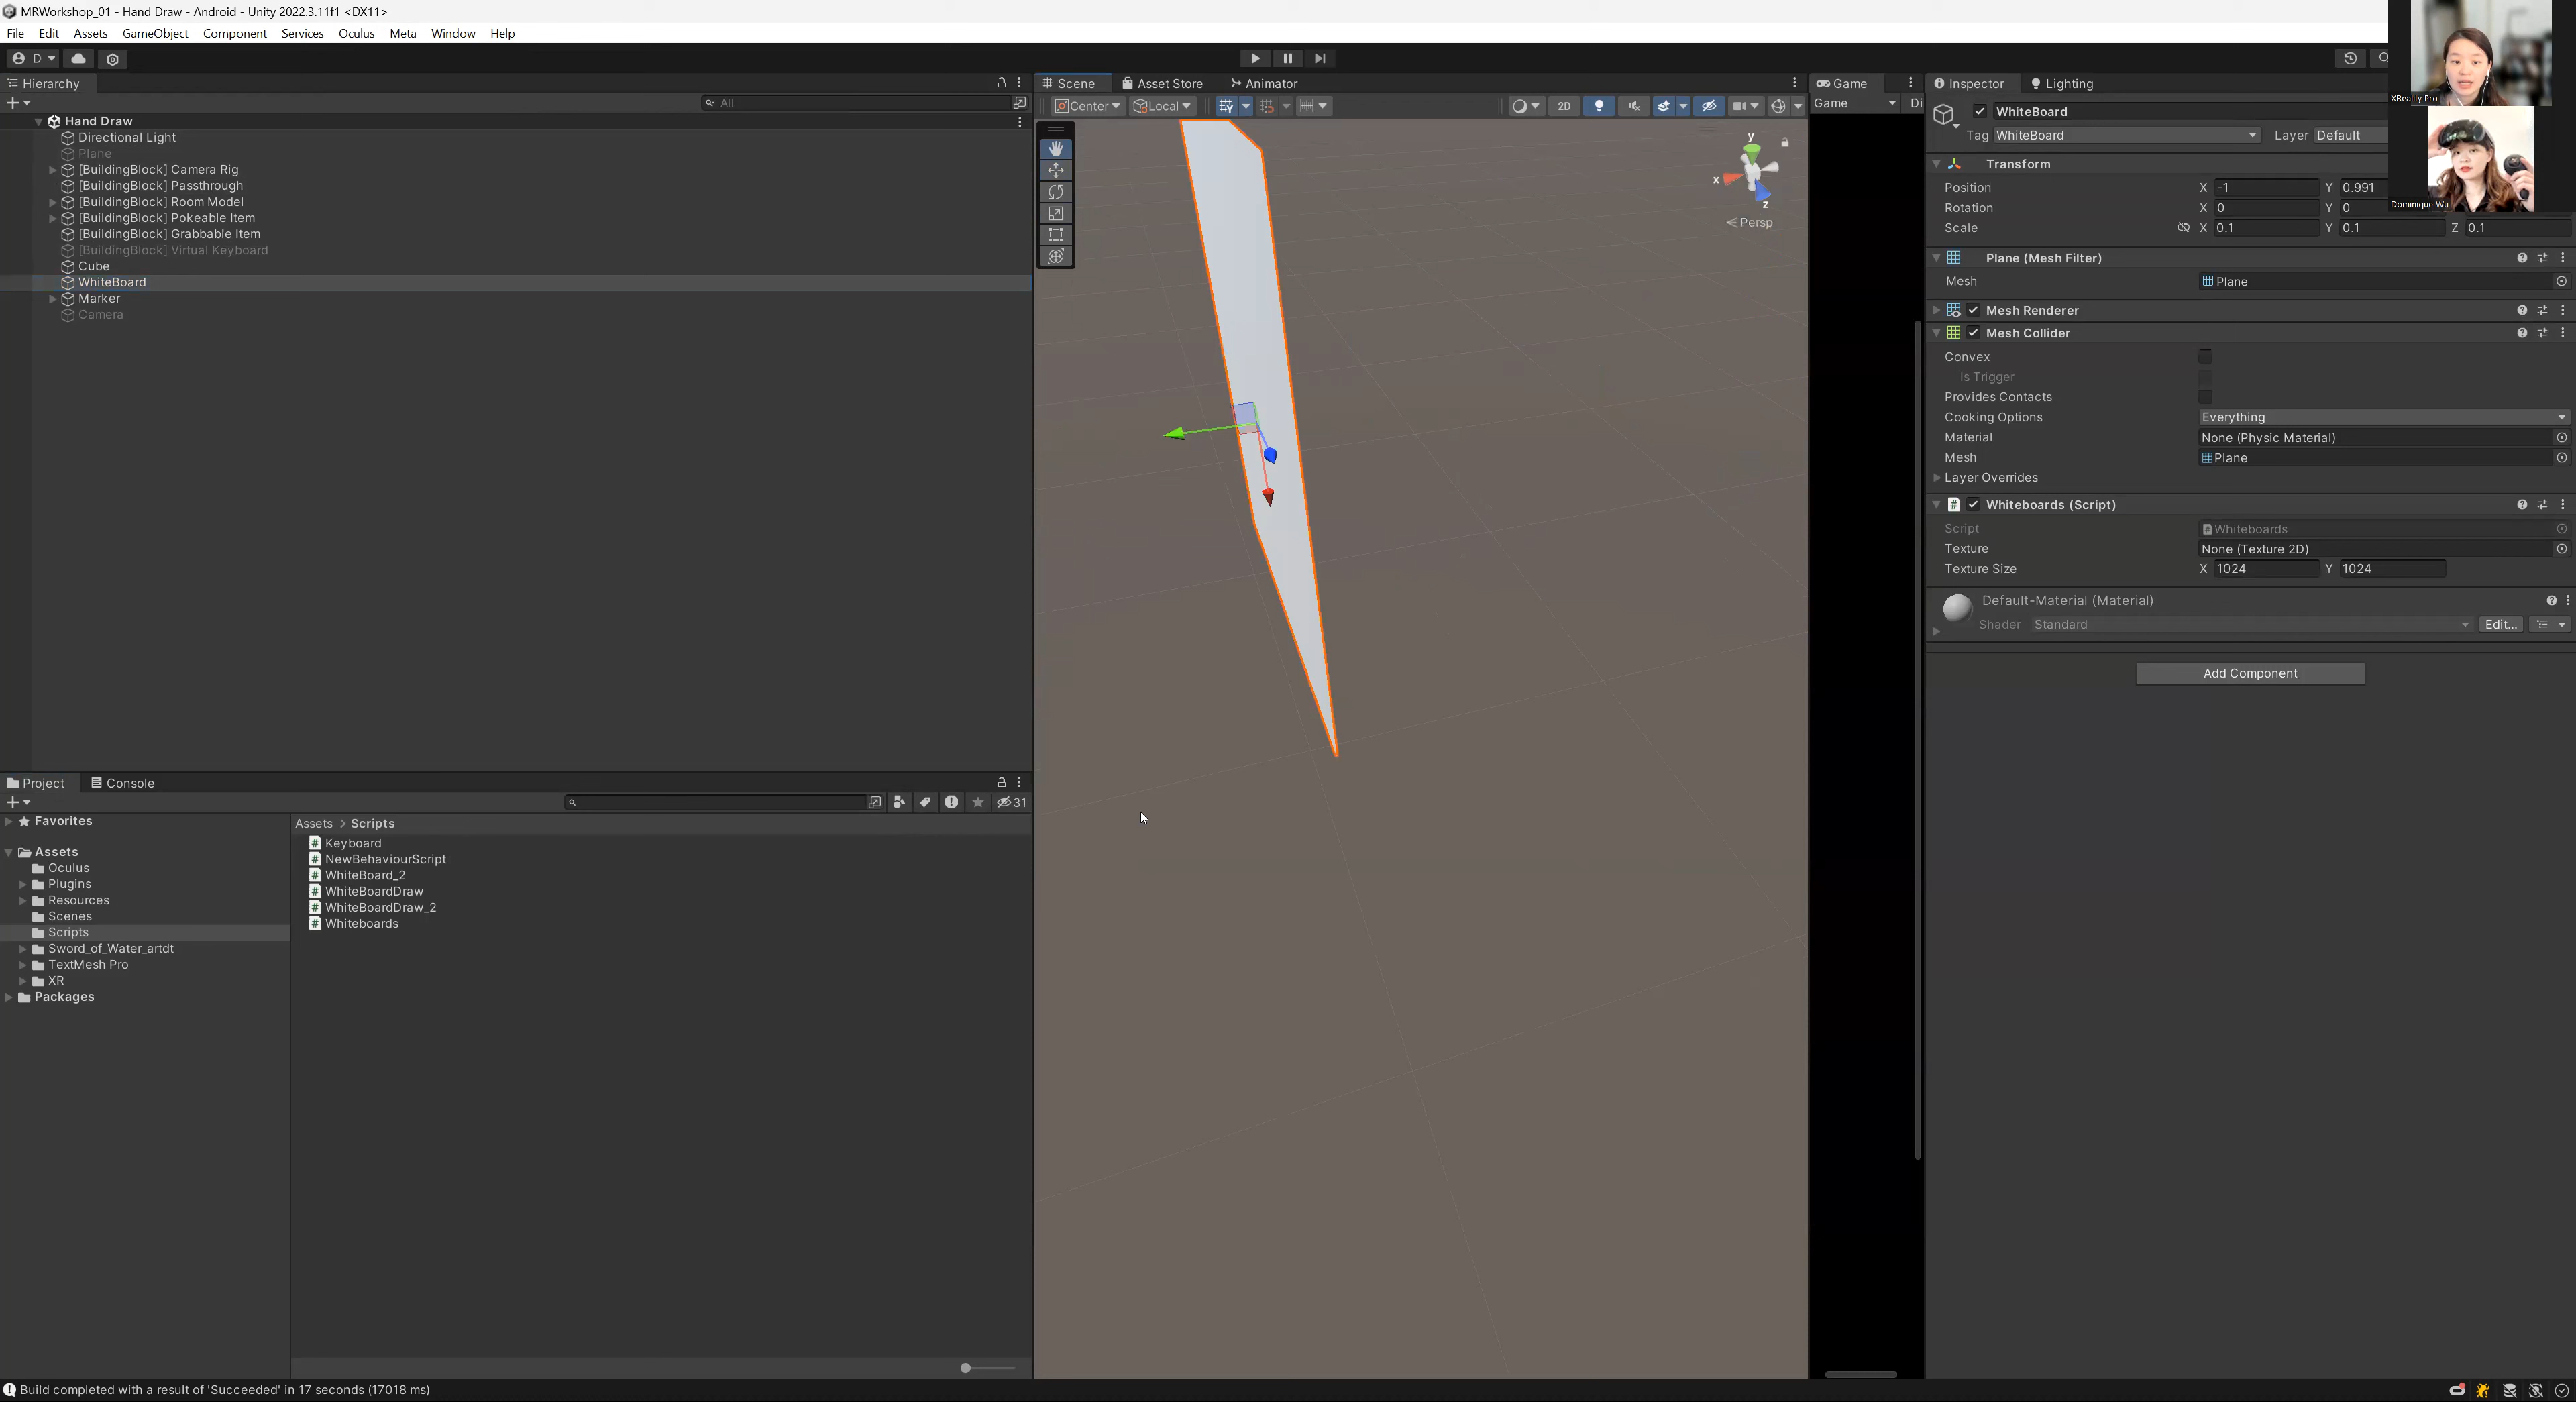 MRWorkshop_01 - Hand Draw - Android - Unity 2022.3.11f1 <DX11>
File Edit Assets GameObject Component Services Oculus Meta Window Help
D
Hierarchy
All
Hand Draw
Directional Light
Plane
[BuildingBlock] Camera Rig
[BuildingBlock] Passthrough
[BuildingBlock] Room Model
[BuildingBlock] Pokeable Item
[BuildingBlock] Grabbable Item
[BuildingBlock] Virtual Keyboard
Cube
WhiteBoard
Marker
Camera
Project Console
31
Favorites
Assets
Oculus
Plugins
Resources
Scenes
Scripts
Sword_of_Water_artdt
TextMesh Pro
XR
Packages
Assets > Scripts
Keyboard
NewBehaviourScript
WhiteBoard_2
WhiteBoardDraw
WhiteBoardDraw_2
Whiteboards
Scene Asset Store Animator
Center Local 2D
y
x
z
< Persp
Game
Game Di
Inspector Lighting
WhiteBoard
Tag WhiteBoard Layer Default
Transform
Position X -1 Y 0.991
Rotation X 0 Y 0
Scale X 0.1 Y 0.1 Z 0.1
Plane (Mesh Filter)
Mesh Plane
Mesh Renderer
Mesh Collider
Convex
Is Trigger
Provides Contacts
Cooking Options Everything
Material None (Physic Material)
Mesh Plane
Layer Overrides
# Whiteboards (Script)
Script Whiteboards
Texture None (Texture 2D)
Texture Size X 1024 Y 1024
Default-Material (Material)
Shader Standard Edit...
Add Component
XReality Pro
Dominique Wu
Build completed with a result of 'Succeeded' in 17 seconds (17018 ms)